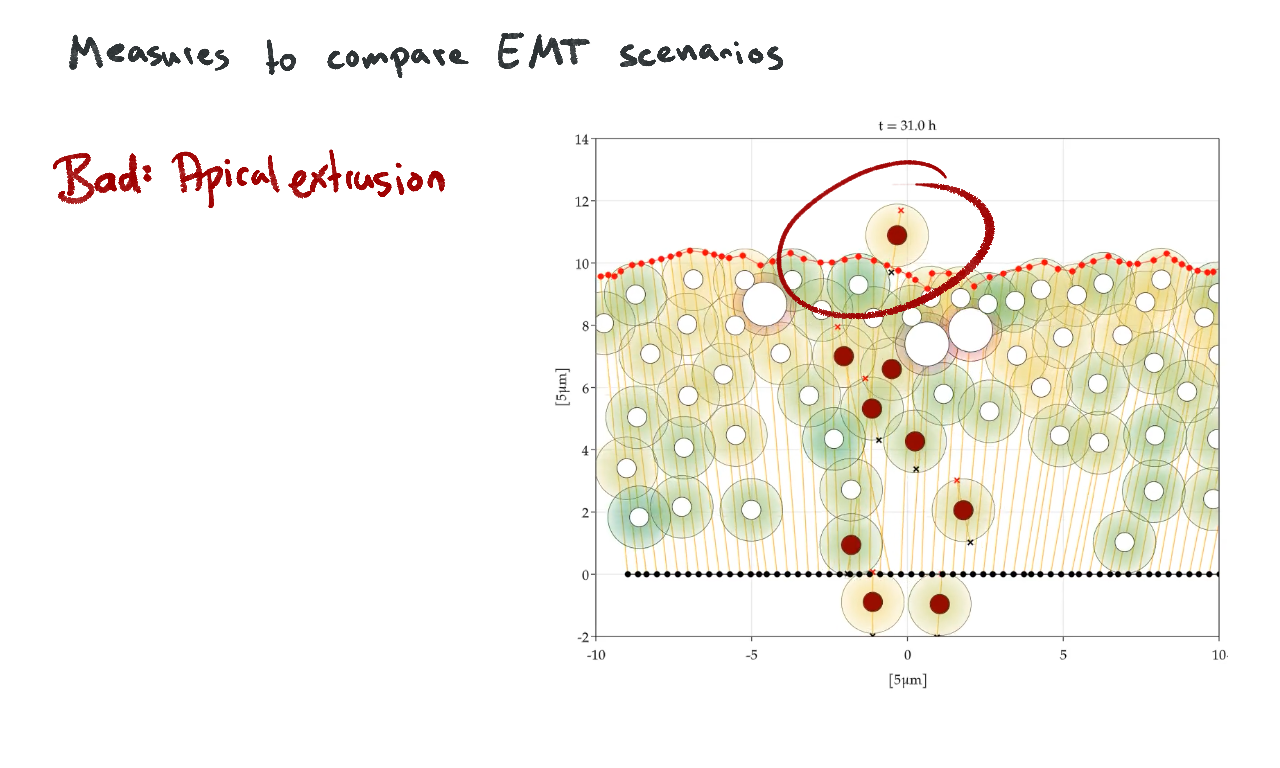 Measures to compare EMT scenarios
Bad: Apical extrusion
t = 31.0 h
14
12
10
8
6
4
2
0
-2
[5μm]
-10
-5
0
5
10
[5μm]